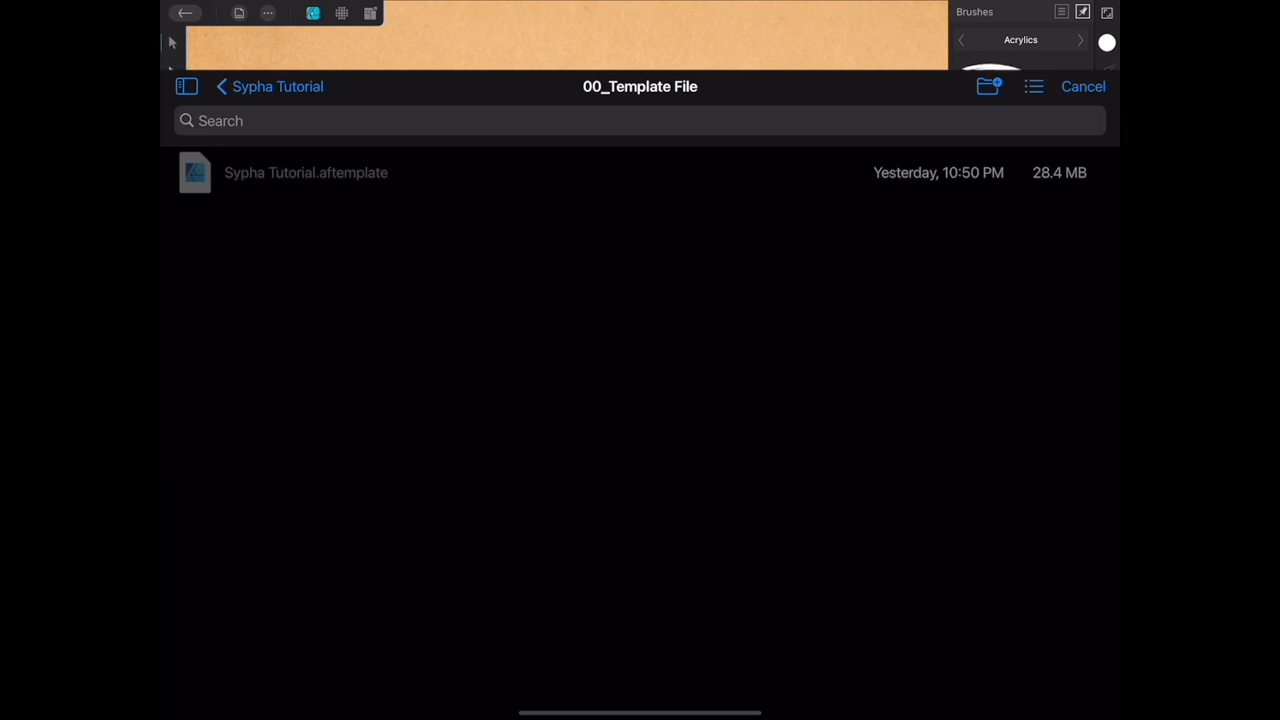 Brushes
Acrylics
Sypha Tutorial
00_Template File
Cancel
Search
Sypha Tutorial.aftemplate
Yesterday, 10:50 PM
28.4 MB